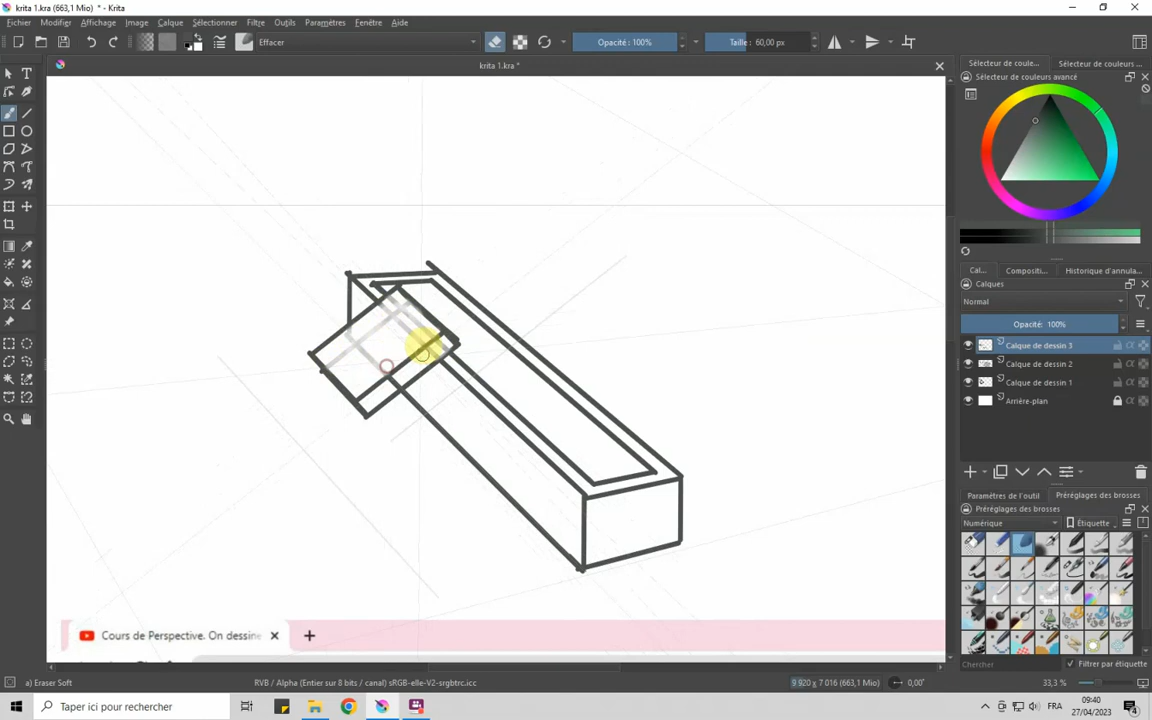 krita 1.kra (663,1 Mio) * - Krita
Fichier Modifier Affichage Image Calque Sélectionner Filtre Outils Paramètres Fenêtre Aide
Effacer
Opacité : 100%
Taille : 60,00 px
krita 1.kra *
Sélecteur de coule...
Sélecteur de couleurs ...
Sélecteur de couleurs avancé
Cal...
Compositi...
Historique d'annula...
Calques
Normal
Opacité: 100%
Calque de dessin 3
Calque de dessin 2
Calque de dessin 1
Arrière-plan
Paramètres de l'outil
Préréglages des brosses
Préréglages des brosses
Numérique
Étiquette
Chercher
Filtrer par étiquette
Cours de Perspective. On dessine
a) Eraser Soft
RVB / Alpha (Entier sur 8 bits / canal) sRGB-elle-V2-srgbtrc.icc
9 920 x 7 016 (663,1 Mio)
0,00°
33,3 %
Taper ici pour rechercher
FRA
09:40
27/04/2023
4